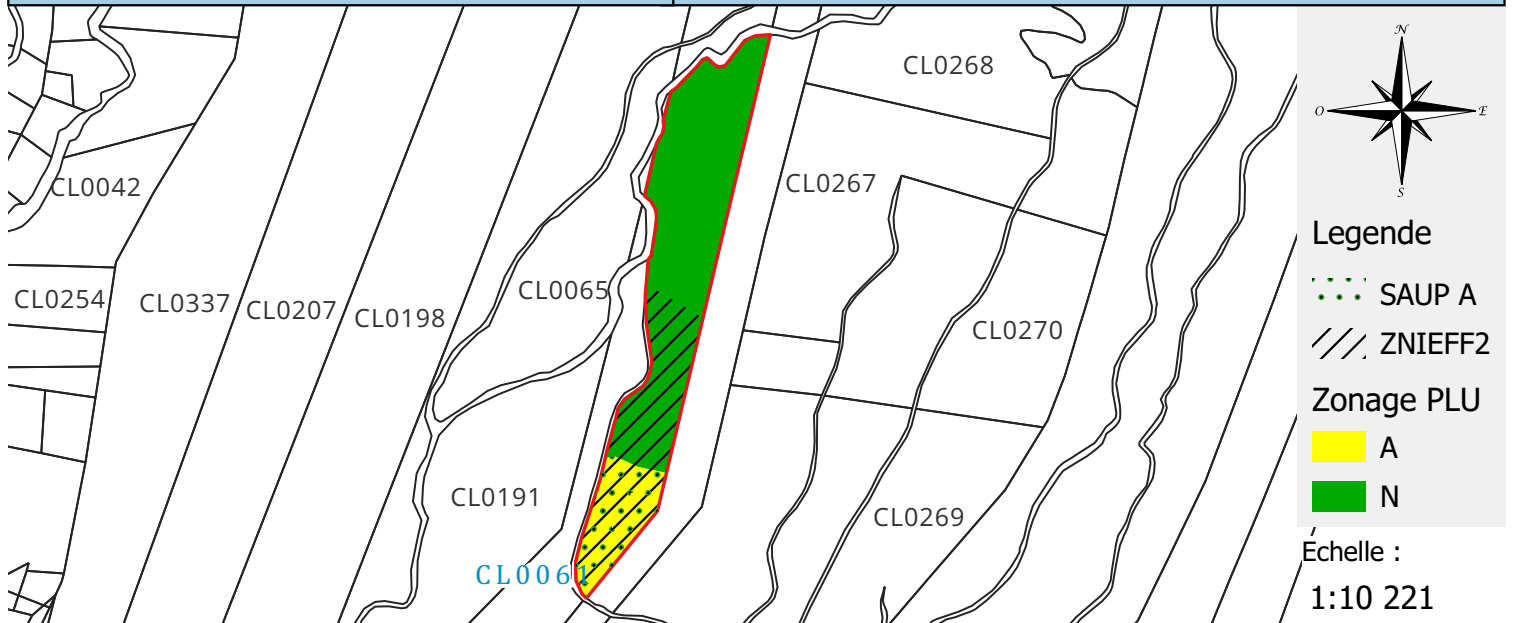 CL0268
CL0042
CL0267
CL0254
CL0337
CL0207
CL0198
CL0065
CL0270
CL0191
CL0269
CL0061
N
O
E
S
Legende
SAUP A
ZNIEFF2
Zonage PLU
A
N
Echelle :
1:10 221